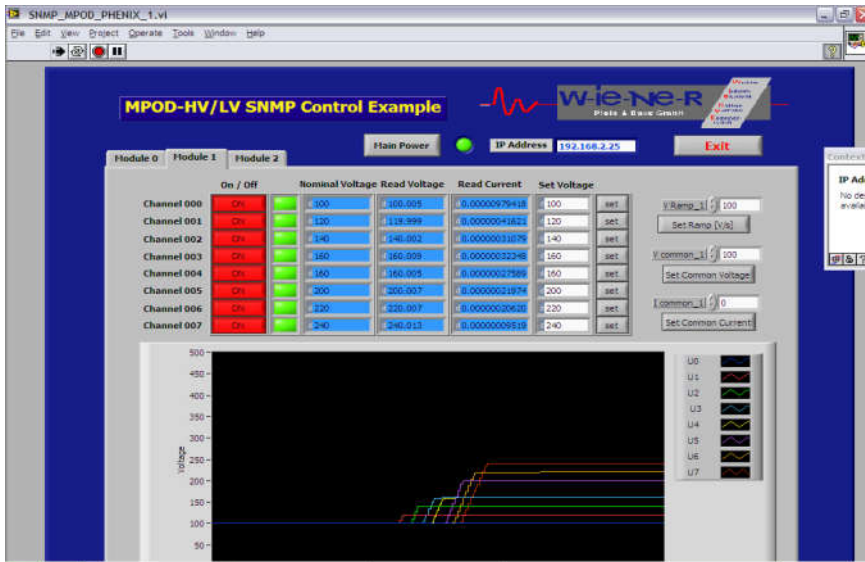 SNMP_MPOD_PHENIX_1.vi
File Edit View Project Operate Tools Window Help
MPOD-HV/LV SNMP Control Example
W-Ie-Ne-R
Plein & Baus GmbH
Main Power IP Address 192.168.2.25 Exit
Module 0 Module 1 Module 2
On / Off Nominal Voltage Read Voltage Read Current Set Voltage
Channel 000 ON 100 100.005 0.00000979418 100 set V Ramp_1 100
Channel 001 ON 120 119.999 0.00000041621 120 set Set Ramp [V/s]
Channel 002 ON 140 140.002 0.00000031079 140 set
Channel 003 ON 160 160.009 0.00000032348 160 set V common_1 100
Channel 004 ON 160 160.005 0.00000027589 160 set Set Common Voltage
Channel 005 ON 200 200.007 0.00000021974 200 set
Channel 006 ON 220 220.007 0.00000020620 220 set I common_1 0
Channel 007 ON 240 240.013 0.00000009519 240 set Set Common Current
Context
IP Ad
No de
availa
Voltage
500
450
400
350
300
250
200
150
100
50
U0
U1
U2
U3
U4
U5
U6
U7